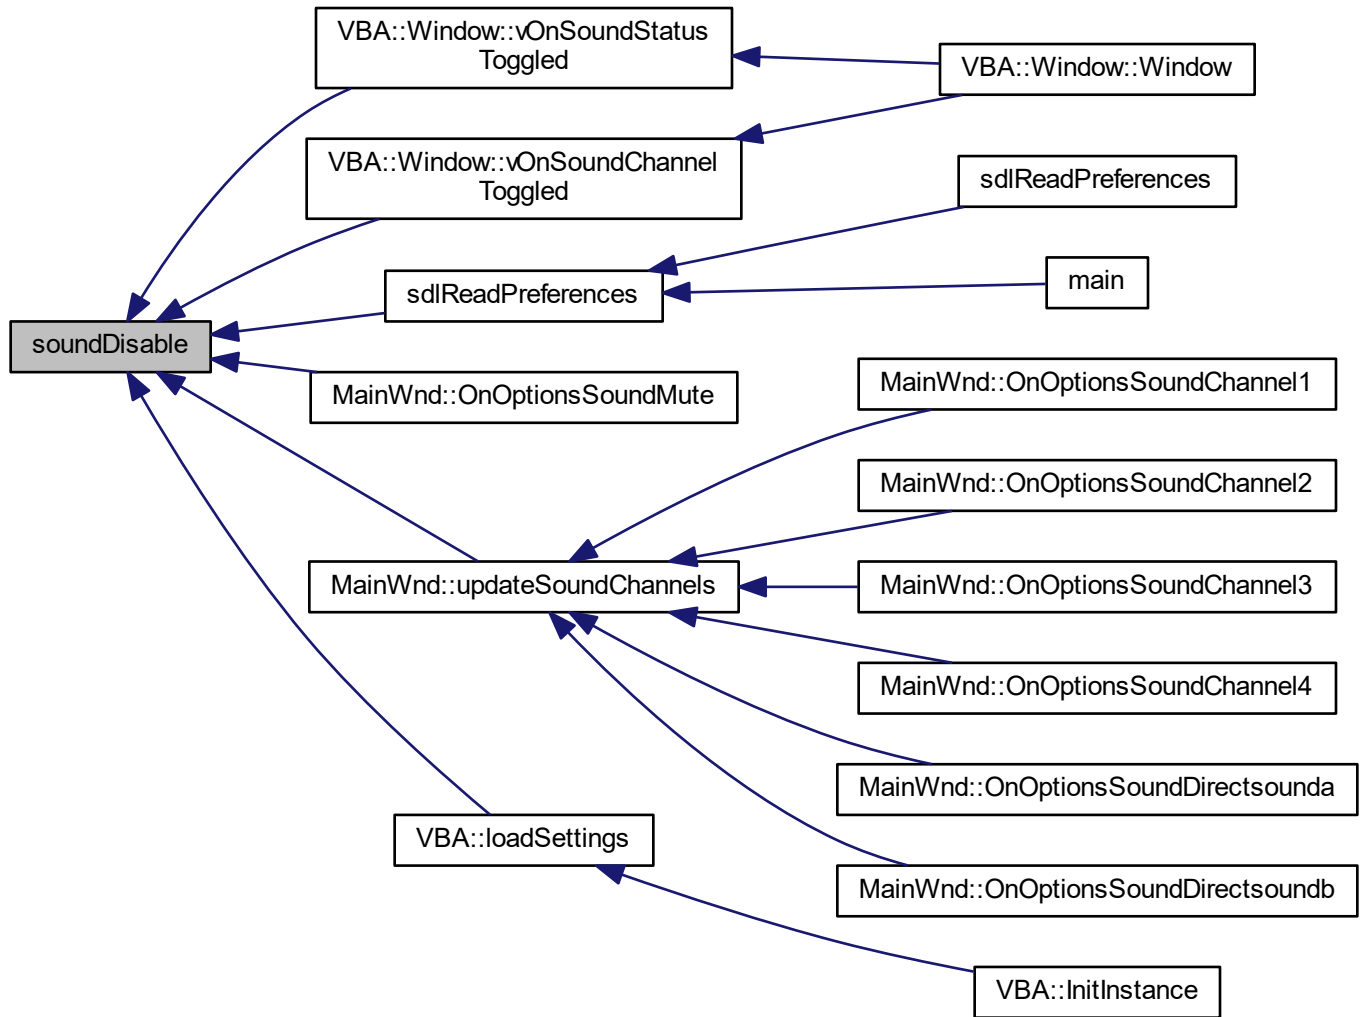 VBA::Window::vOnSoundStatus
Toggled
VBA::Window::Window
VBA::Window::vOnSoundChannel
Toggled
sdlReadPreferences
sdlReadPreferences
main
soundDisable
MainWnd::OnOptionsSoundMute
MainWnd::OnOptionsSoundChannel1
MainWnd::OnOptionsSoundChannel2
MainWnd::updateSoundChannels
MainWnd::OnOptionsSoundChannel3
MainWnd::OnOptionsSoundChannel4
MainWnd::OnOptionsSoundDirectsounda
VBA::loadSettings
MainWnd::OnOptionsSoundDirectsoundb
VBA::InitInstance